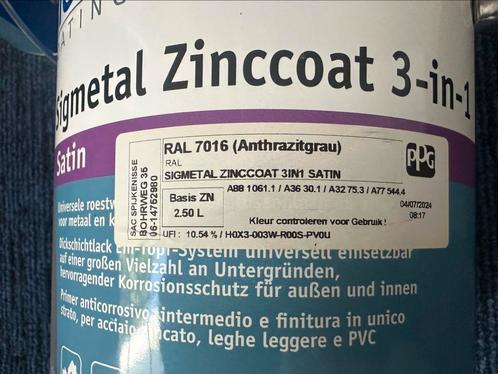 ATING
Sigmetal Zinccoat 3-in-1
Satin
SAC SPIJKENISSE
BOHRWEG 35
06-14752980
RAL 7016 (Anthrazitgrau)
RAL
SIGMETAL ZINCCOAT 3IN1 SATIN
PPG
Basis ZN
2.50 L
ABB 1061.1 / A36 30.1 / A32 75.3 / A77 544.4
04/07/2024
08:17
Kleur controleren voor Gebruik !
UFI : 10.54 % / H0X3-003W-R00S-PV0U
Universele roestw
voor metaal en k
Dickschichtlack Ein-Topf-System universell einsetzbar
auf einer großen Vielzahl an Untergründen,
hervorragender Korrosionsschutz für außen und innen
Primer anticorrosivo intermedio e finitura in unico
strato, per acciaio zincato, leghe leggere e PVC